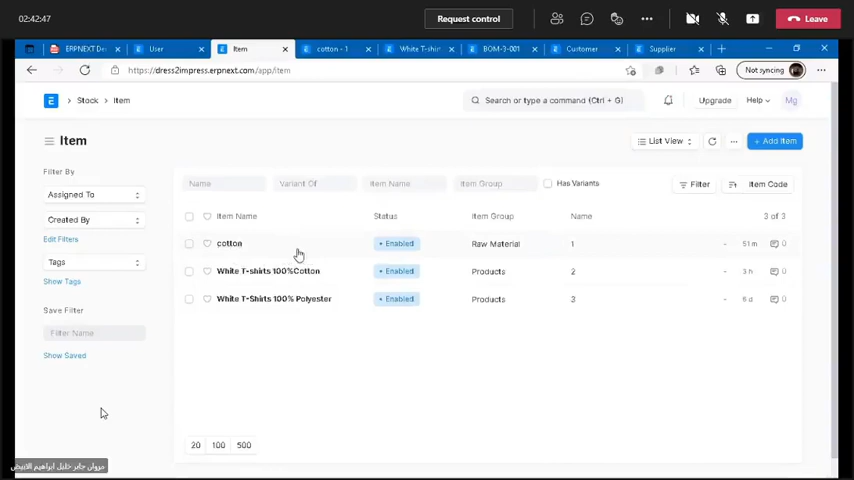 02:42:47
Request control
Leave
ERPNEXT De
User
Item
cotton - 1
White T-shirt
BOM-3-001
Customer
Supplier
https://dress2impress.erpnext.com/app/item
Not syncing
E
Stock
Item
Search or type a command (Ctrl + G)
Upgrade
Help
Mg
Item
List View
+ Add Item
Filter By
Assigned To
Created By
Edit Filters
Tags
Show Tags
Save Filter
Filter Name
Show Saved
Name
Variant Of
Item Name
Item Group
Has Variants
Filter
Item Code
Item Name
Status
Item Group
Name
3 of 3
cotton
Enabled
Raw Material
1
-
51 m
0
White T-shirts 100%Cotton
Enabled
Products
2
-
3 h
0
White T-Shirts 100% Polyester
Enabled
Products
3
-
6 d
0
20
100
500
مروان جابر خليل ابراهيم الابيض